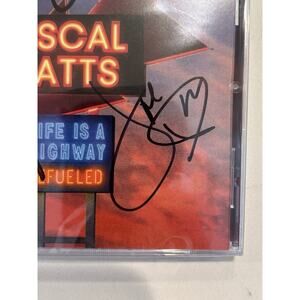 SCAL
ATTS
IFE IS A
IGHWAY
FUELED